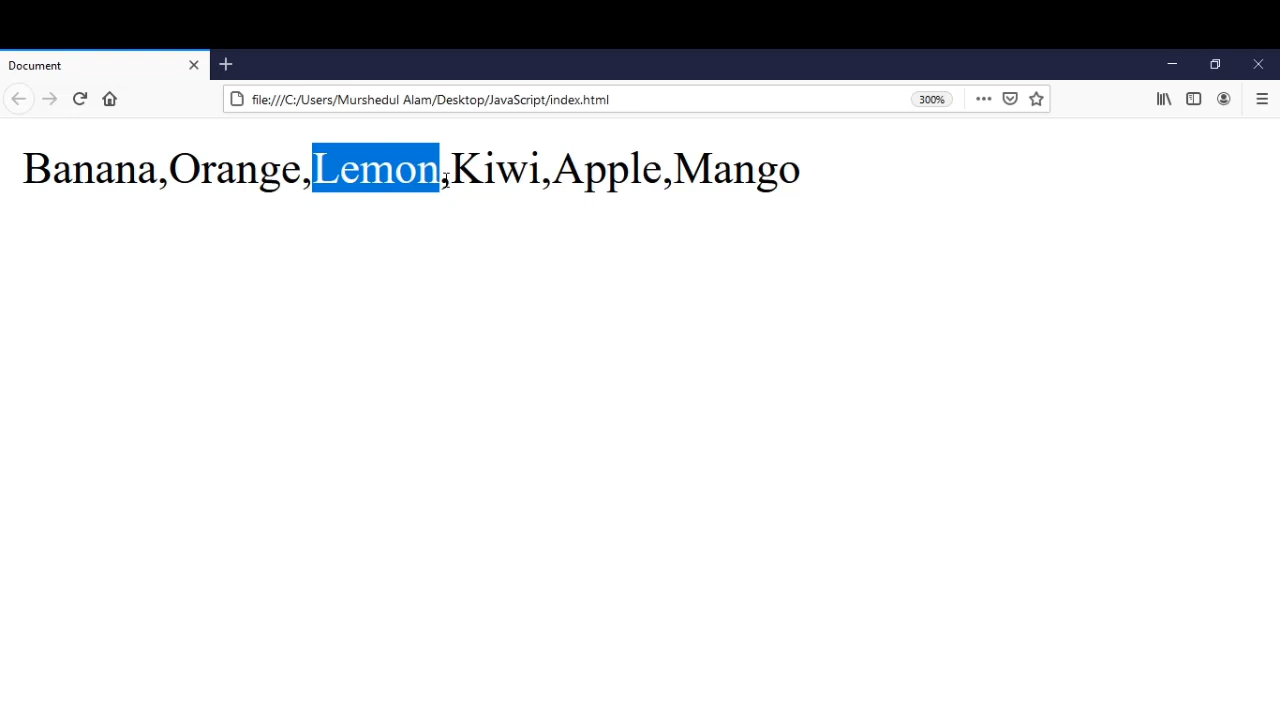 Document
file:///C:/Users/Murshedul Alam/Desktop/JavaScript/index.html
300%
Banana,Orange,Lemon,Kiwi,Apple,Mango